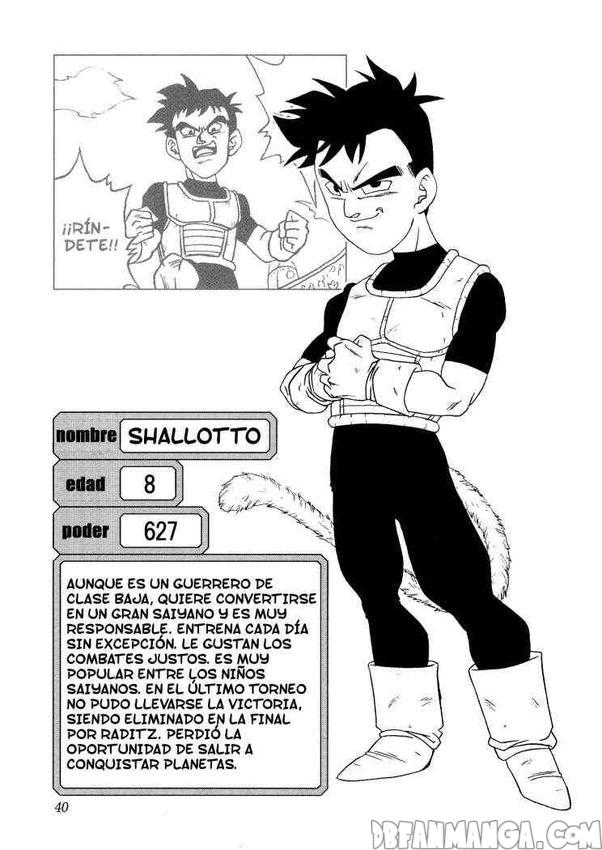 ¡¡RÍN-
DETE!!
nombre SHALLOTTO
edad 8
poder 627
AUNQUE ES UN GUERRERO DE
CLASE BAJA, QUIERE CONVERTIRSE
EN UN GRAN SAIYANO Y ES MUY
RESPONSABLE. ENTRENA CADA DÍA
SIN EXCEPCIÓN. LE GUSTAN LOS
COMBATES JUSTOS. ES MUY
POPULAR ENTRE LOS NIÑOS
SAIYANOS. EN EL ÚLTIMO TORNEO
NO PUDO LLEVARSE LA VICTORIA,
SIENDO ELIMINADO EN LA FINAL
POR RADITZ. PERDIÓ LA
OPORTUNIDAD DE SALIR A
CONQUISTAR PLANETAS.
40
DBFANMANGA.COM